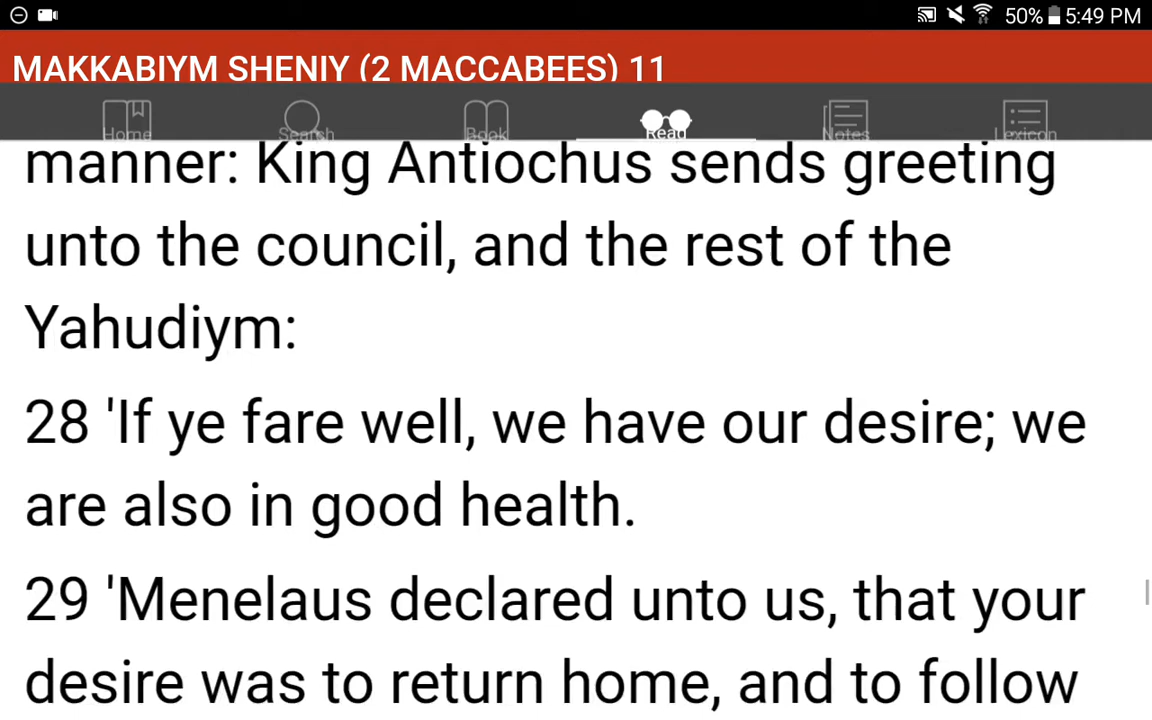 50% 5:49 PM
MAKKABIYM SHENIY (2 MACCABEES) 11
Home Search Book Read Notes Lexicon
manner: King Antiochus sends greeting
unto the council, and the rest of the
Yahudiym:
28 'If ye fare well, we have our desire; we
are also in good health.
29 'Menelaus declared unto us, that your
desire was to return home, and to follow